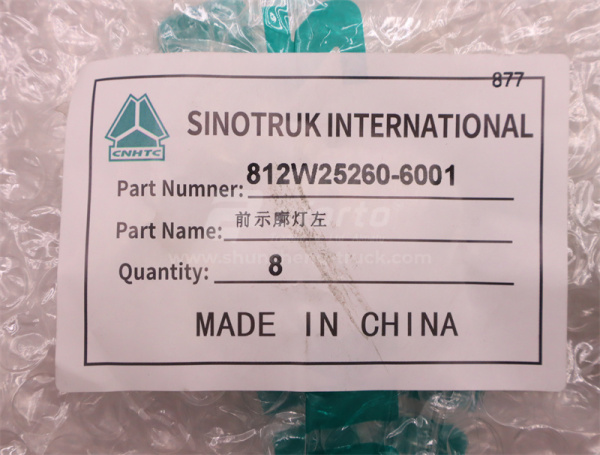 877
SINOTRUK INTERNATIONAL
CNHTC
Part Numner: 812W25260-6001
Part Name: 前示廓灯左
Quantity: 8
MADE IN CHINA